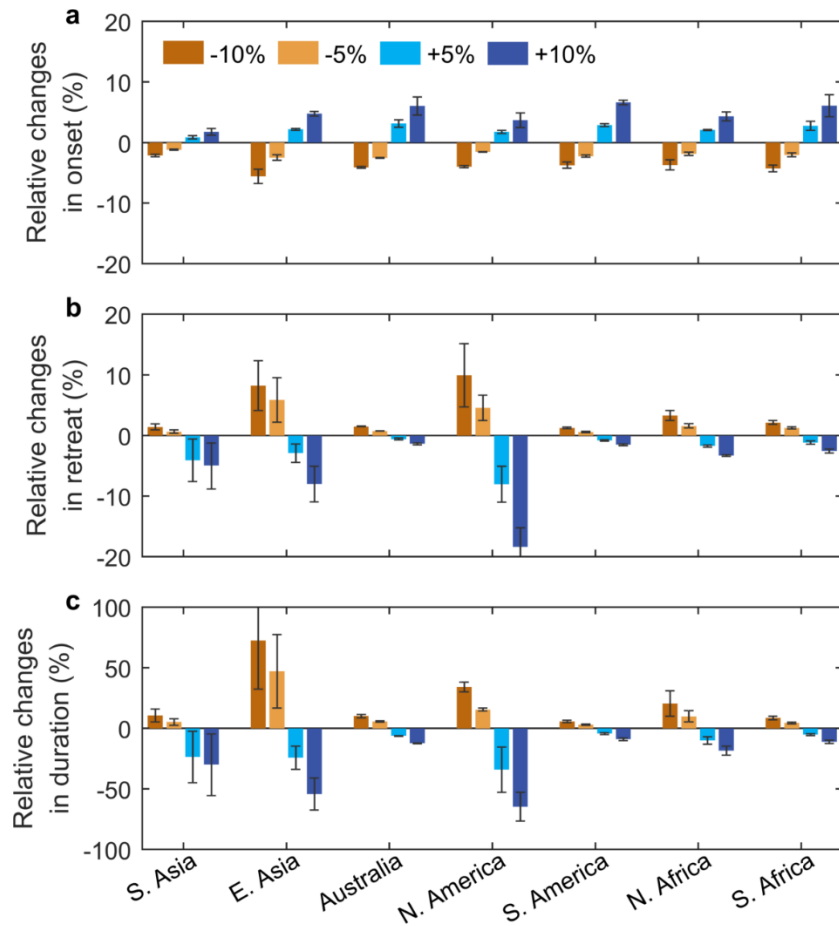 a
-10% -5% +5% +10%
Relative changes
in onset (%)
20
10
0
-10
-20
b
Relative changes
in retreat (%)
20
10
0
-10
-20
c
Relative changes
in duration (%)
100
50
0
-50
-100
S. Asia
E. Asia
Australia
N. America
S. America
N. Africa
S. Africa